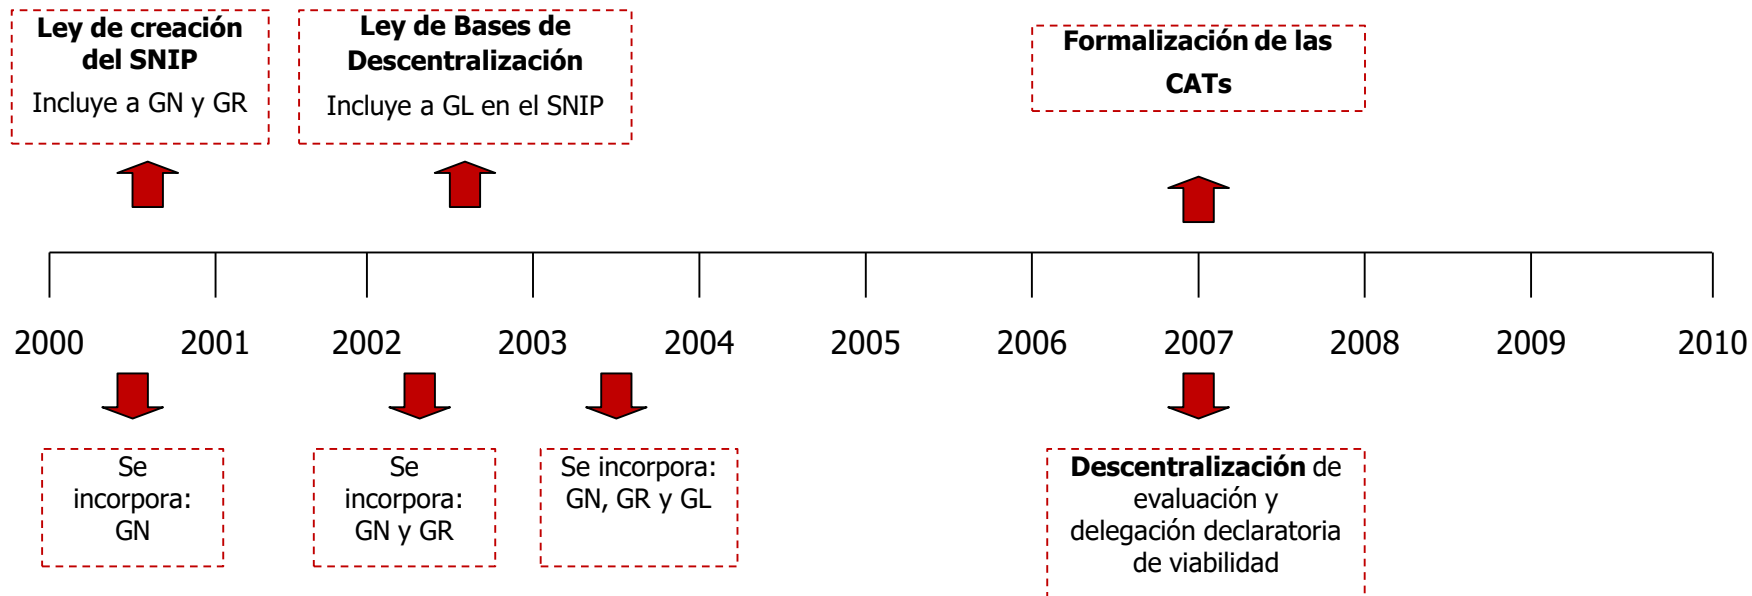 Ley de creación
del SNIP
Incluye a GN y GR
Ley de Bases de
Descentralización
Incluye a GL en el SNIP
Formalización de las
CATs
2000 2001 2002 2003 2004 2005 2006 2007 2008 2009 2010
Se
incorpora:
GN
Se
incorpora:
GN y GR
Se incorpora:
GN, GR y GL
Descentralización de
evaluación y
delegación declaratoria
de viabilidad